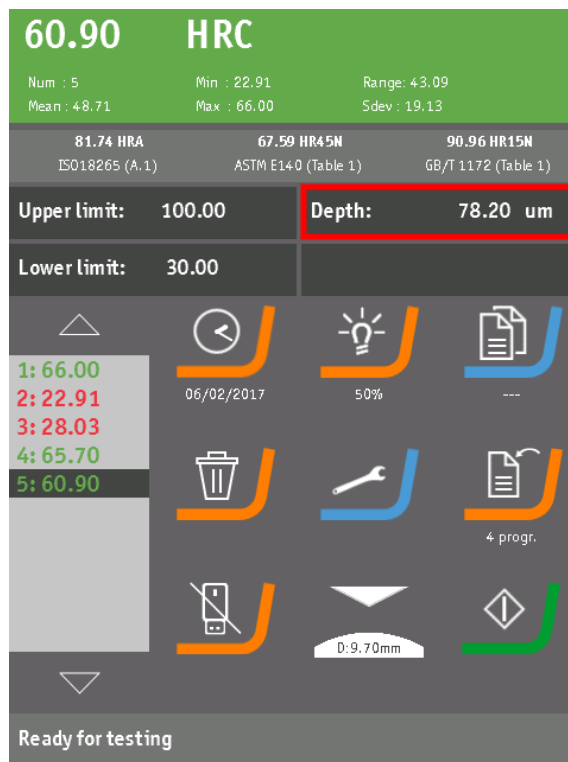 60.90 HRC
Num : 5 Min : 22.91 Range: 43.09
Mean : 48.71 Max : 66.00 Sdev : 19.13
81.74 HRA 67.59 HR45N 90.96 HR15N
ISO18265 (A.1) ASTM E140 (Table 1) GB/T 1172 (Table 1)
Upper limit: 100.00 Depth: 78.20 um
Lower limit: 30.00
1: 66.00
2: 22.91
3: 28.03
4: 65.70
5: 60.90
06/02/2017 50% ---
4 progr.
D:9.70mm
Ready for testing